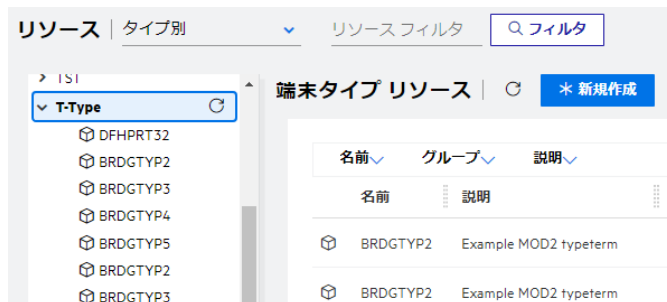 リソース タイプ別 リソース フィルタ フィルタ
TST
T-Type
DFHPRT32
BRDGTYP2
BRDGTYP3
BRDGTYP4
BRDGTYP5
BRDGTYP2
BRDGTYP3
端末タイプ リソース 新規作成
名前 グループ 説明
名前 説明
BRDGTYP2 Example MOD2 typeterm
BRDGTYP2 Example MOD2 typeterm